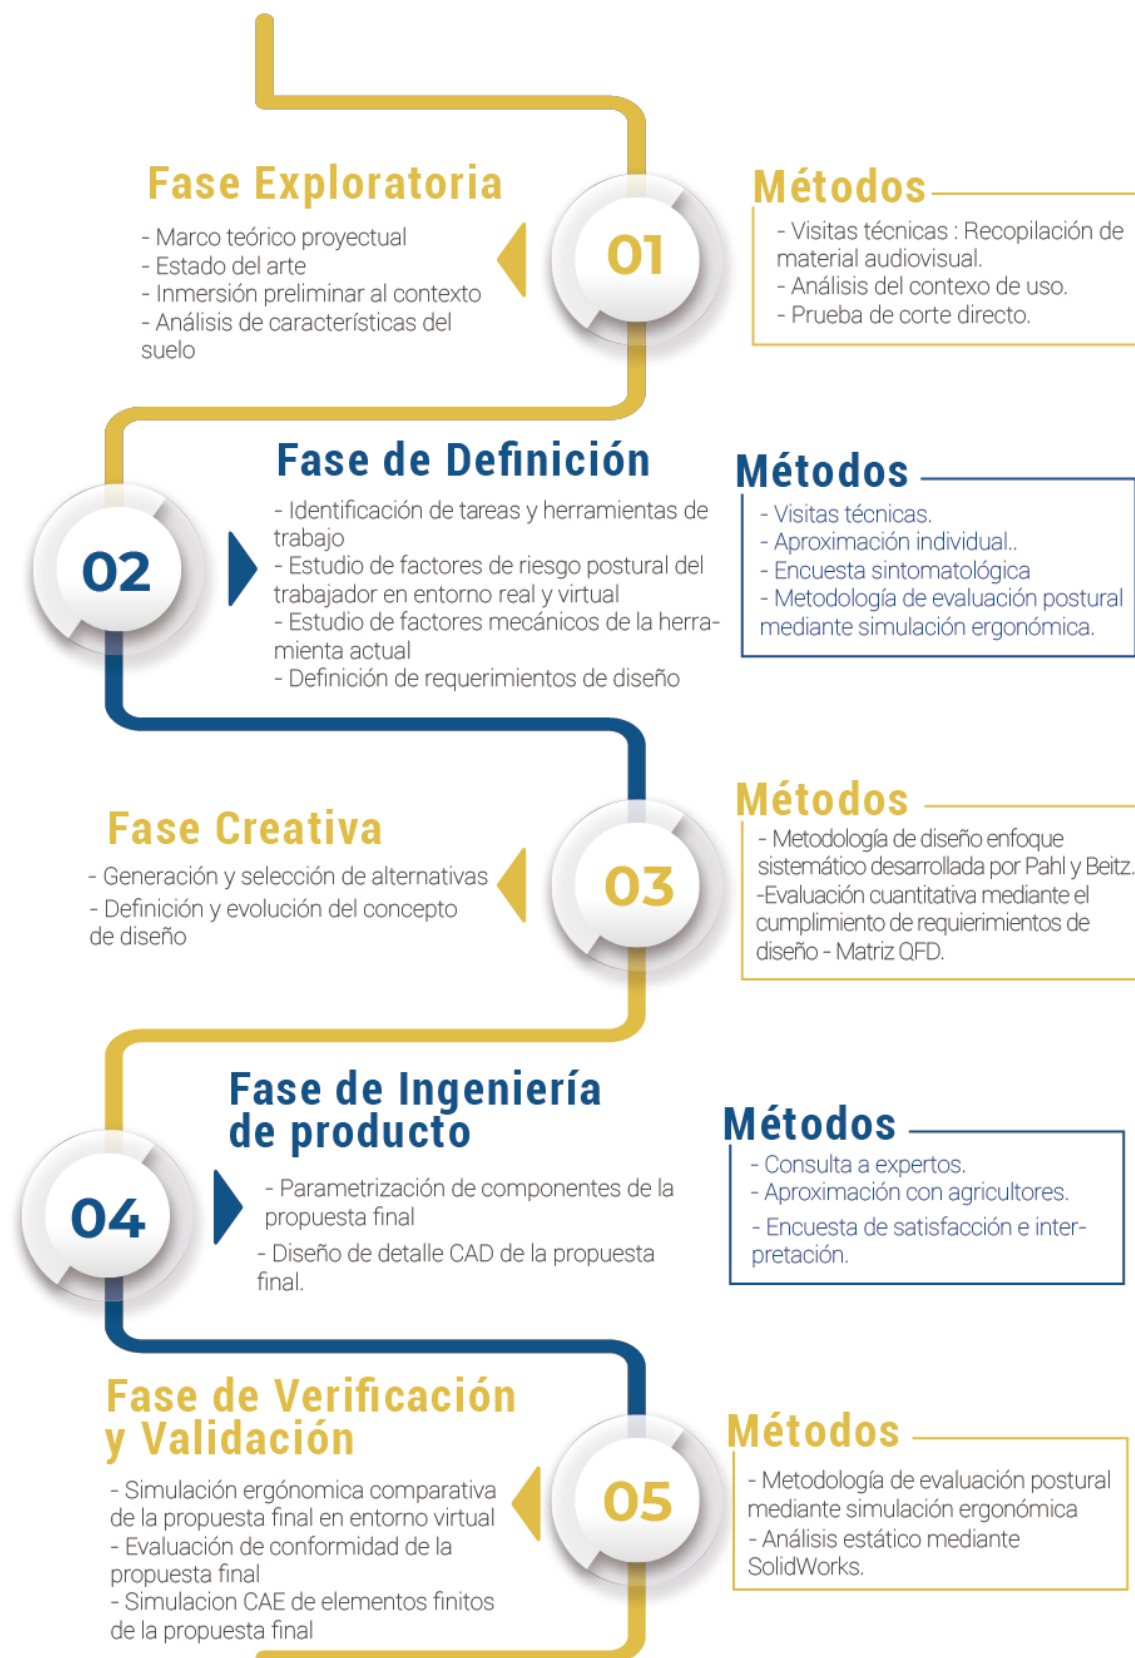 Fase Exploratoria
- Marco teórico proyectual
- Estado del arte
- Inmersión preliminar al contexto
- Análisis de características del
suelo
01
Métodos
- Visitas técnicas : Recopilación de
material audiovisual.
- Análisis del contexo de uso.
- Prueba de corte directo.
Fase de Definición
- Identificación de tareas y herramientas de
trabajo
- Estudio de factores de riesgo postural del
trabajador en entorno real y virtual
- Estudio de factores mecánicos de la herra-
mienta actual
- Definición de requerimientos de diseño
02
Métodos
- Visitas técnicas.
- Aproximación individual..
- Encuesta sintomatológica
- Metodología de evaluación postural
mediante simulación ergonómica.
Fase Creativa
- Generación y selección de alternativas
- Definición y evolución del concepto
de diseño
03
Métodos
- Metodología de diseño enfoque
sistemático desarrollada por Pahl y Beitz.
-Evaluación cuantitativa mediante el
cumplimiento de requierimientos de
diseño - Matriz QFD.
Fase de Ingeniería
de producto
- Parametrización de componentes de la
propuesta final
- Diseño de detalle CAD de la propuesta
final.
04
Métodos
- Consulta a expertos.
- Aproximación con agricultores.
- Encuesta de satisfacción e inter-
pretación.
Fase de Verificación
y Validación
- Simulación ergónomica comparativa
de la propuesta final en entorno virtual
- Evaluación de conformidad de la
propuesta final
- Simulacion CAE de elementos finitos
de la propuesta final
05
Métodos
- Metodología de evaluación postural
mediante simulación ergonómica
- Análisis estático mediante
SolidWorks.